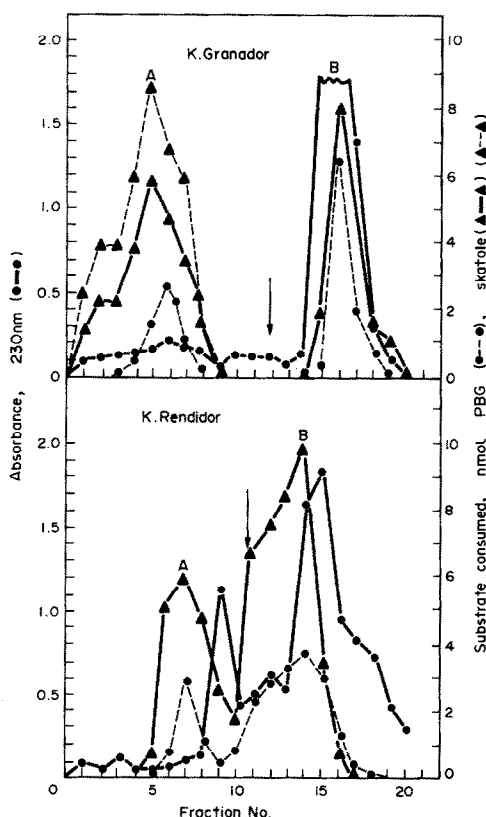 K.Granador
A
B
2.0
1.5
1.0
0.5
0
10
8
6
4
2
0
K.Rendidor
A
B
2.0
1.5
1.0
0.5
0
10
8
6
4
2
0
0 5 10 15 20
Fraction No.
Absorbance, 230nm (●—●)
Substrate consumed, nmol PBG (●--●), skatole (▲—▲) (▲--▲)